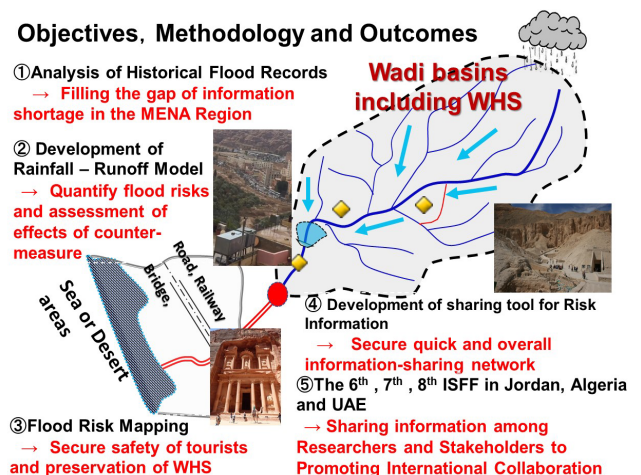 Objectives, Methodology and Outcomes
①Analysis of Historical Flood Records
→ Filling the gap of information
shortage in the MENA Region
② Development of
Rainfall – Runoff Model
→ Quantify flood risks
and assessment of
effects of counter-
measure
Wadi basins
including WHS
Road, Railway
Bridge,
Sea or Desert
areas
③Flood Risk Mapping
→ Secure safety of tourists
and preservation of WHS
④ Development of sharing tool for Risk
Information
→ Secure quick and overall
information-sharing network
⑤The 6th , 7th , 8th ISFF in Jordan, Algeria
and UAE
→ Sharing information among
Researchers and Stakeholders to
Promoting International Collaboration